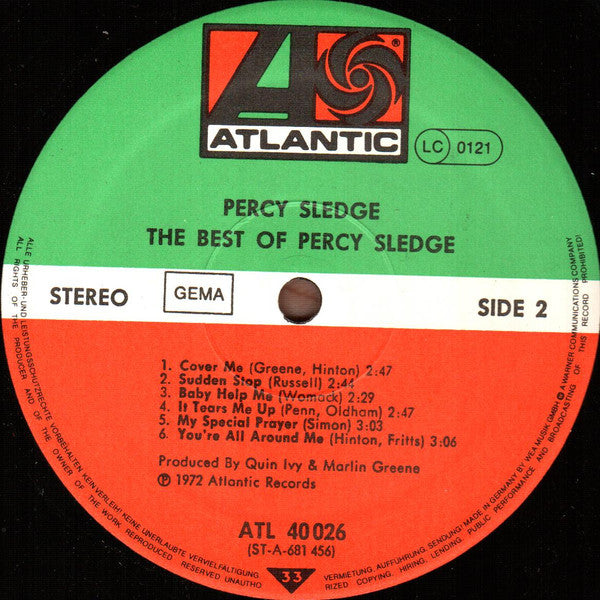 ATLANTIC
®
LC 0121
PERCY SLEDGE
THE BEST OF PERCY SLEDGE
STEREO
GEMA
SIDE 2
1. Cover Me (Greene, Hinton) 2:47
2. Sudden Stop (Russell) 2:44
3. Baby Help Me (Womack) 2:29
4. It Tears Me Up (Penn, Oldham) 2:47
5. My Special Prayer (Simon) 3:03
6. You're All Around Me (Hinton, Fritts) 3:06
Produced By Quin Ivy & Marlin Greene
℗ 1972 Atlantic Records
ATL 40 026
(ST-A-681 456)
33
ALLE URHEBER- UND LEISTUNGSSCHUTZRECHTE VORBEHALTEN KEIN VERLEIH! KEINE UNERLAUBTE VERVIELFÄLTIGUNG VERMIETUNG, AUFFÜHRUNG, SENDUNG! MADE IN GERMANY BY WEA MUSIK GMBH A WARNER COMMUNICATIONS COMPANY
ALL RIGHTS OF THE PRODUCER AND OF THE OWNER OF THE WORK REPRODUCED RESERVED UNAUTHORIZED COPYING, HIRING, LENDING, PUBLIC PERFORMANCE AND BROADCASTING OF THIS RECORD PROHIBITED!